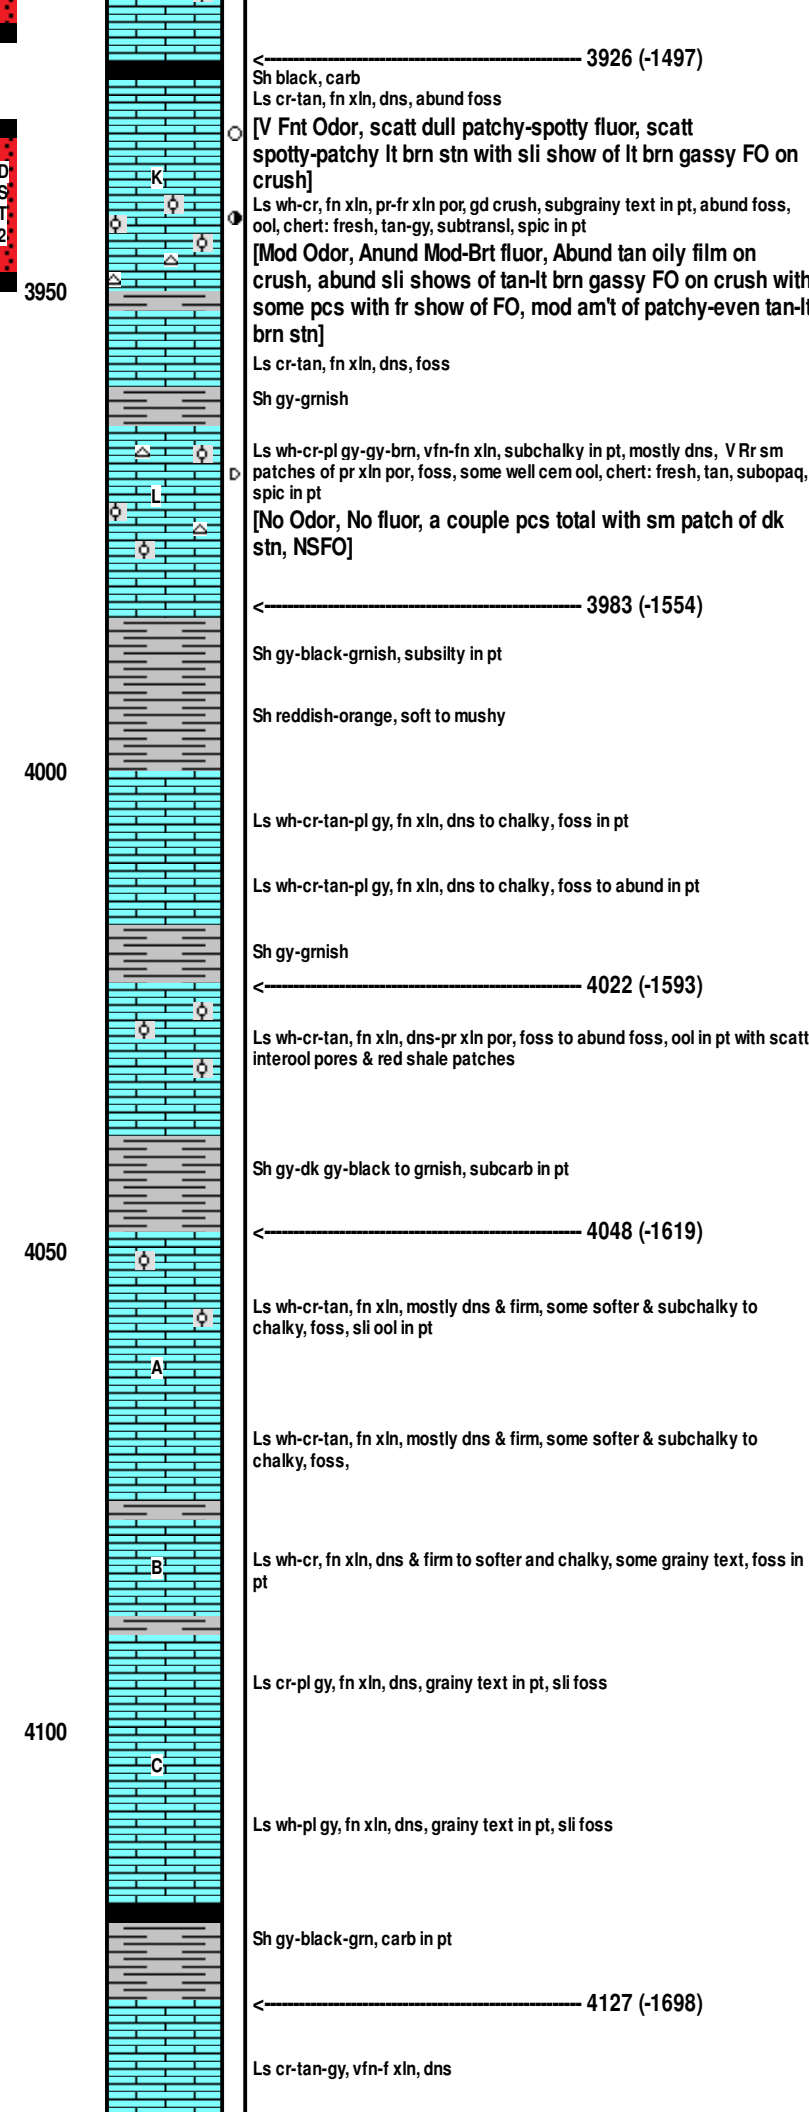 <------------------------------------------------------ 3926 (-1497)
Sh black, carb
Ls cr-tan, fn xln, dns, abund foss
[V Fnt Odor, scatt dull patchy-spotty fluor, scatt
spotty-patchy lt brn stn with sli show of lt brn gassy FO on
crush]
K
D
S
T
2
Ls wh-cr, fn xln, pr-fr xln por, gd crush, subgrainy text in pt, abund foss,
ool, chert: fresh, tan-gy, subtransl, spic in pt
[Mod Odor, Anund Mod-Brt fluor, Abund tan oily film on
crush, abund sli shows of tan-lt brn gassy FO on crush with
some pcs with fr show of FO, mod am't of patchy-even tan-lt
brn stn]
3950
Ls cr-tan, fn xln, dns, foss
Sh gy-grnish
Ls wh-cr-pl gy-gy-brn, vfn-fn xln, subchalky in pt, mostly dns, V Rr sm
patches of pr xln por, foss, some well cem ool, chert: fresh, tan, subopaq,
spic in pt
L
[No Odor, No fluor, a couple pcs total with sm patch of dk
stn, NSFO]
<------------------------------------------------------ 3983 (-1554)
Sh gy-black-grnish, subsilty in pt
Sh reddish-orange, soft to mushy
4000
Ls wh-cr-tan-pl gy, fn xln, dns to chalky, foss in pt
Ls wh-cr-tan-pl gy, fn xln, dns to chalky, foss to abund in pt
Sh gy-grnish
<------------------------------------------------------ 4022 (-1593)
Ls wh-cr-tan, fn xln, dns-pr xln por, foss to abund foss, ool in pt with scatt
interool pores & red shale patches
Sh gy-dk gy-black to grnish, subcarb in pt
<------------------------------------------------------ 4048 (-1619)
4050
Ls wh-cr-tan, fn xln, mostly dns & firm, some softer & subchalky to
chalky, foss, sli ool in pt
A
Ls wh-cr-tan, fn xln, mostly dns & firm, some softer & subchalky to
chalky, foss,
B
Ls wh-cr, fn xln, dns & firm to softer and chalky, some grainy text, foss in
pt
Ls cr-pl gy, fn xln, dns, grainy text in pt, sli foss
4100
C
Ls wh-pl gy, fn xln, dns, grainy text in pt, sli foss
Sh gy-black-grn, carb in pt
<------------------------------------------------------ 4127 (-1698)
Ls cr-tan-gy, vfn-f xln, dns